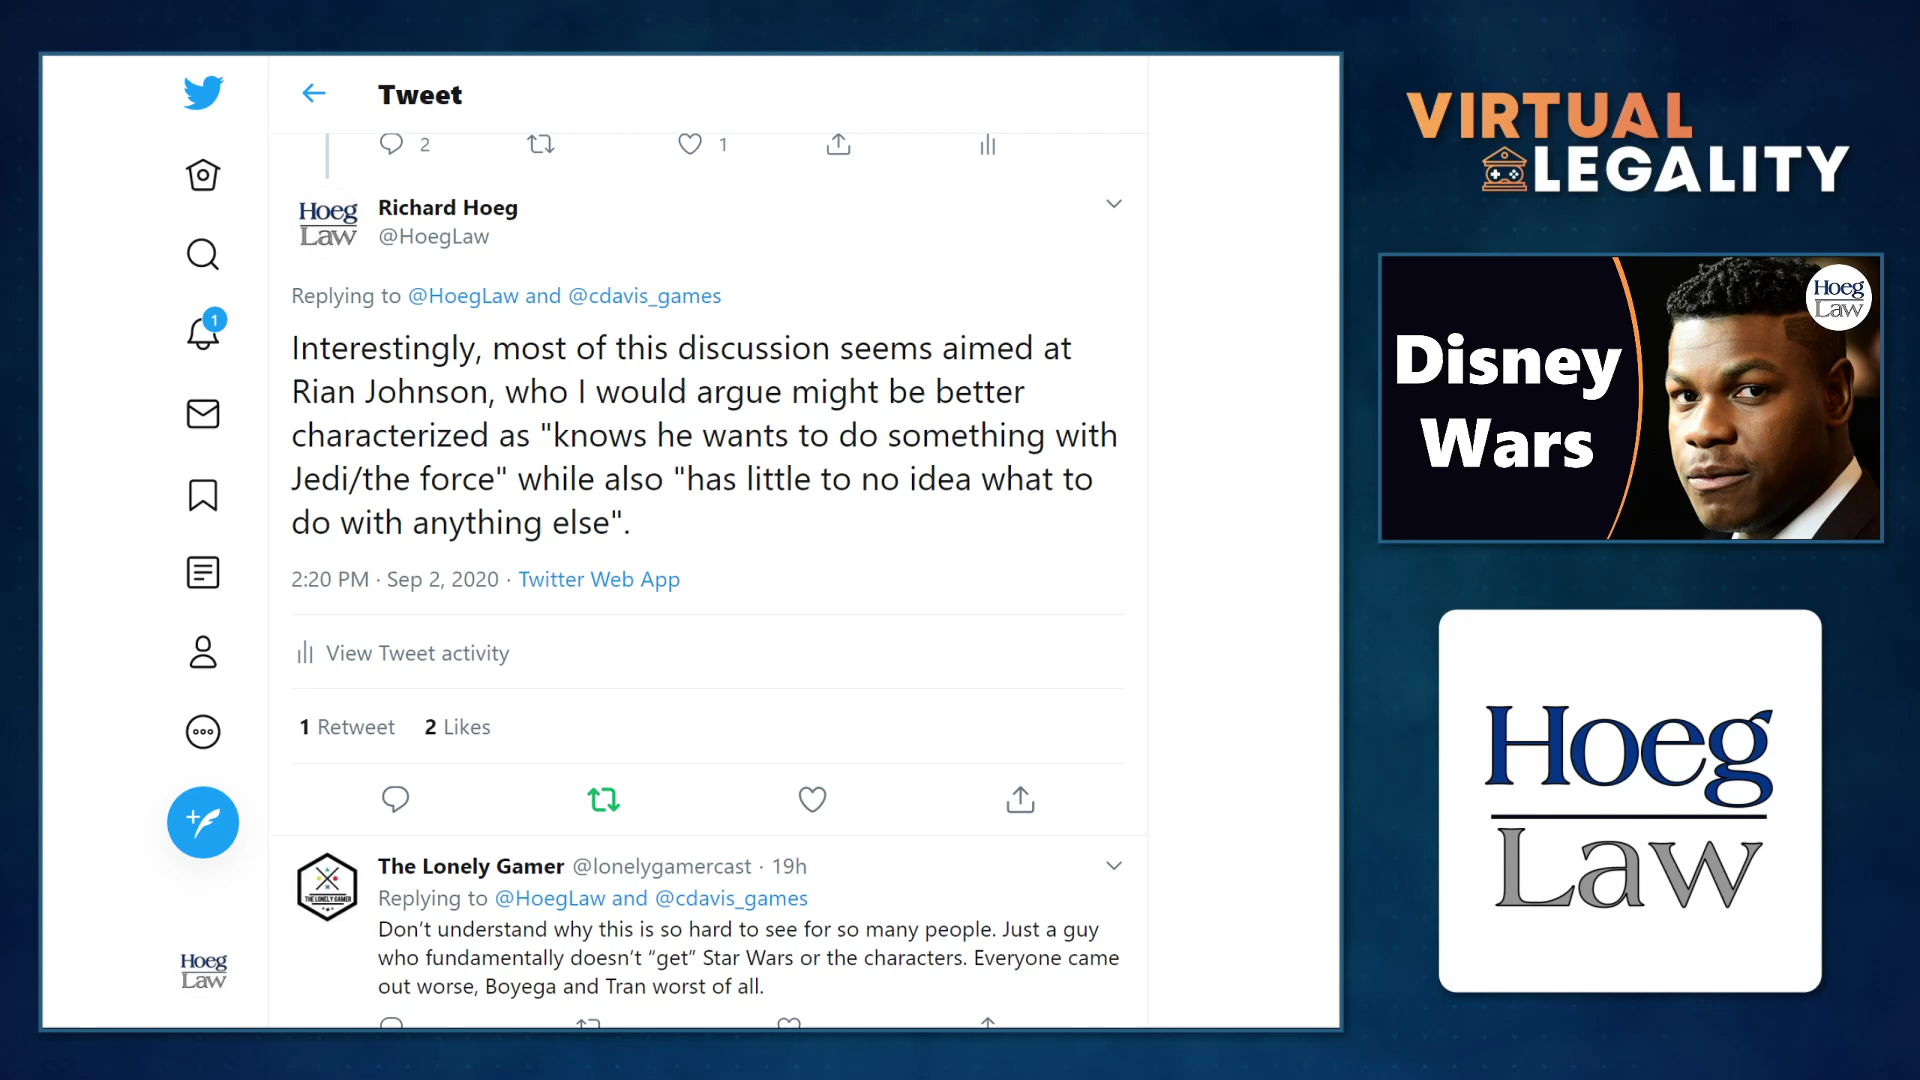 Tweet
2
1
Hoeg
Law
Richard Hoeg
@HoegLaw
Replying to @HoegLaw and @cdavis_games
Interestingly, most of this discussion seems aimed at
Rian Johnson, who I would argue might be better
characterized as "knows he wants to do something with
Jedi/the force" while also "has little to no idea what to
do with anything else".
2:20 PM · Sep 2, 2020 · Twitter Web App
View Tweet activity
1 Retweet 2 Likes
THE LONELY GAMER
The Lonely Gamer @lonelygamercast · 19h
Replying to @HoegLaw and @cdavis_games
Don't understand why this is so hard to see for so many people. Just a guy
who fundamentally doesn't “get” Star Wars or the characters. Everyone came
out worse, Boyega and Tran worst of all.
1
Hoeg
Law
VIRTUAL
LEGALITY
Disney
Wars
Hoeg
Law
Hoeg
Law